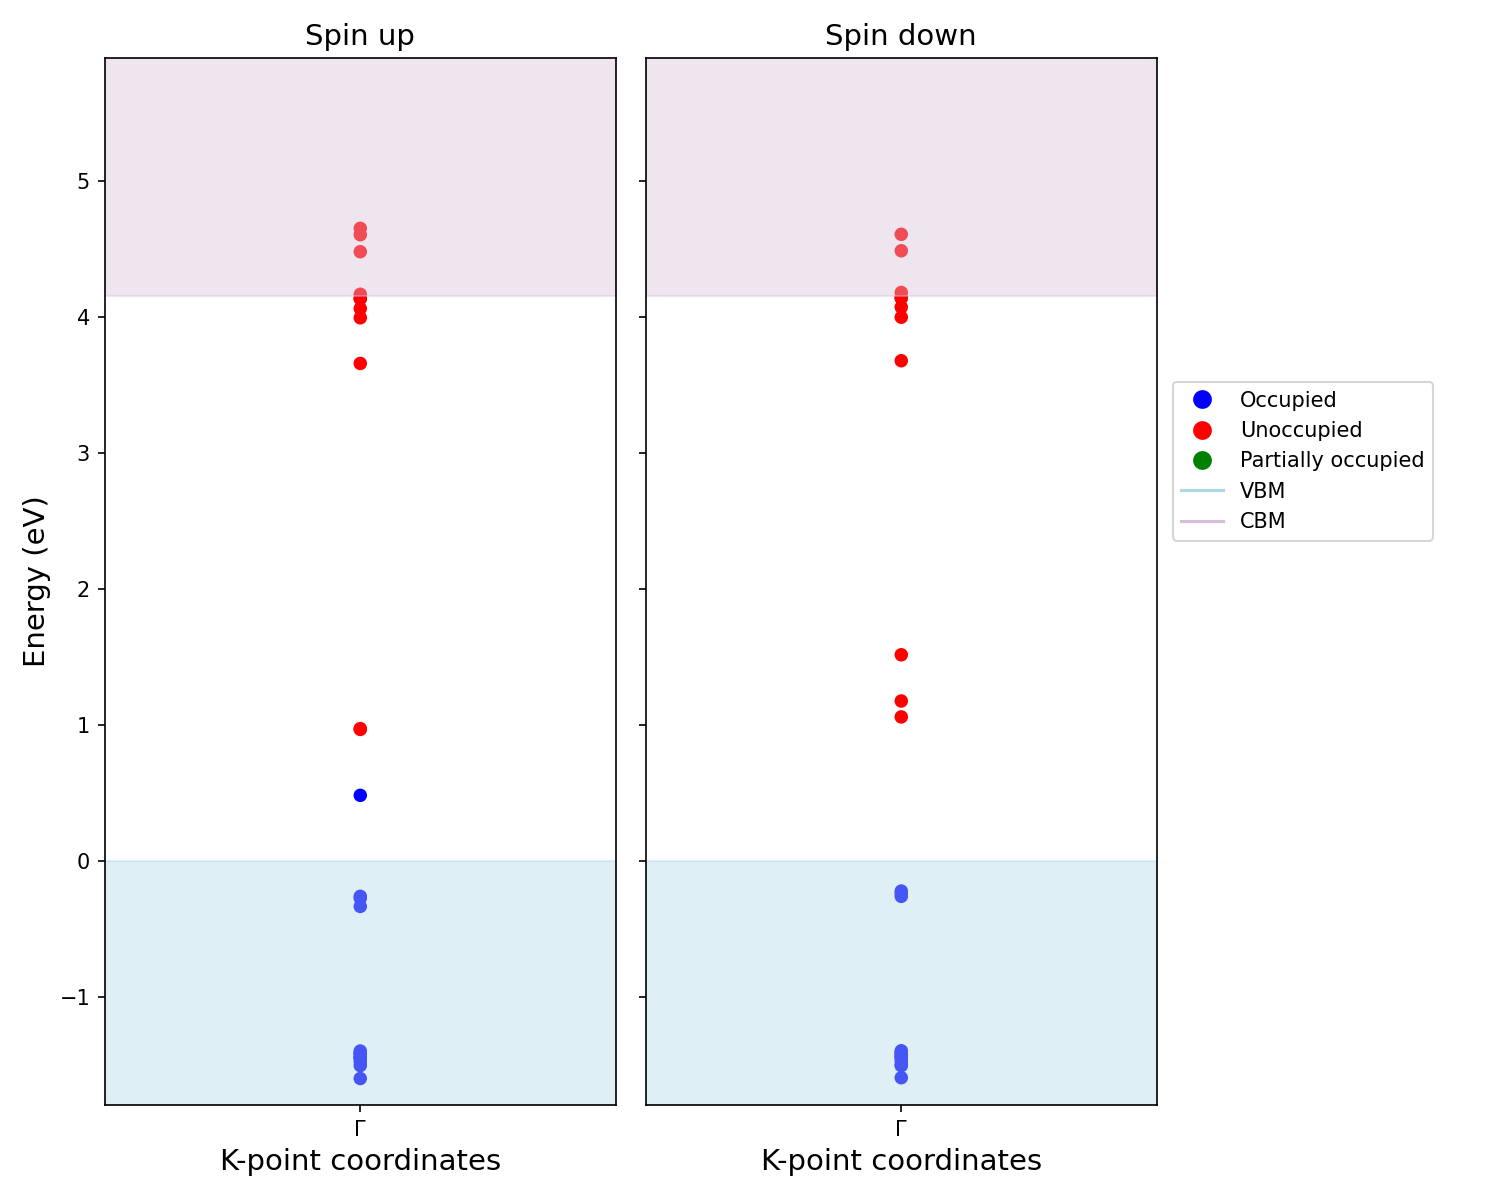 Spin up
Spin down
5
4
3
2
1
0
−1
Energy (eV)
Γ
Γ
K-point coordinates
K-point coordinates
Occupied
Unoccupied
Partially occupied
VBM
CBM